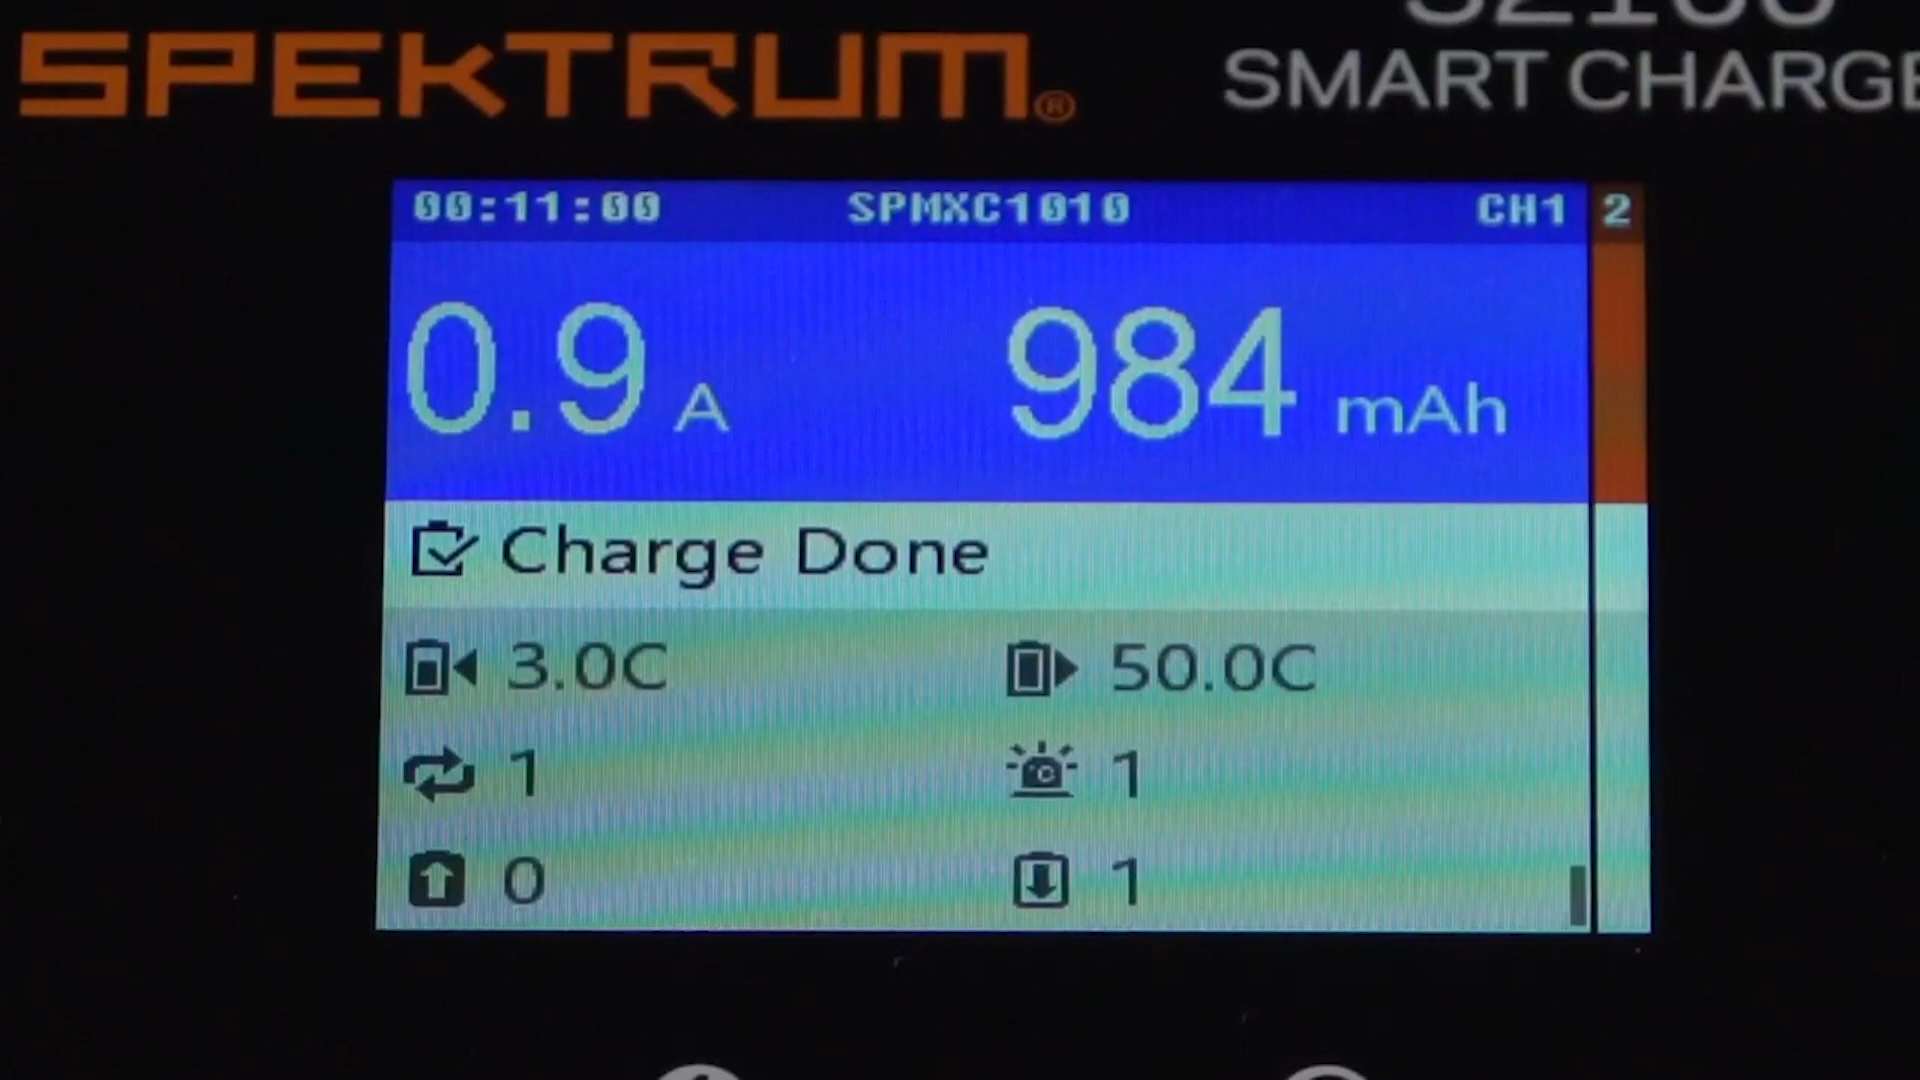 SPEKTRUM®
SMART CHARGE
00:11:00 SPMXC1010 CH1 2
0.9 A 984 mAh
Charge Done
3.0C 50.0C
1 °C 1
0 1